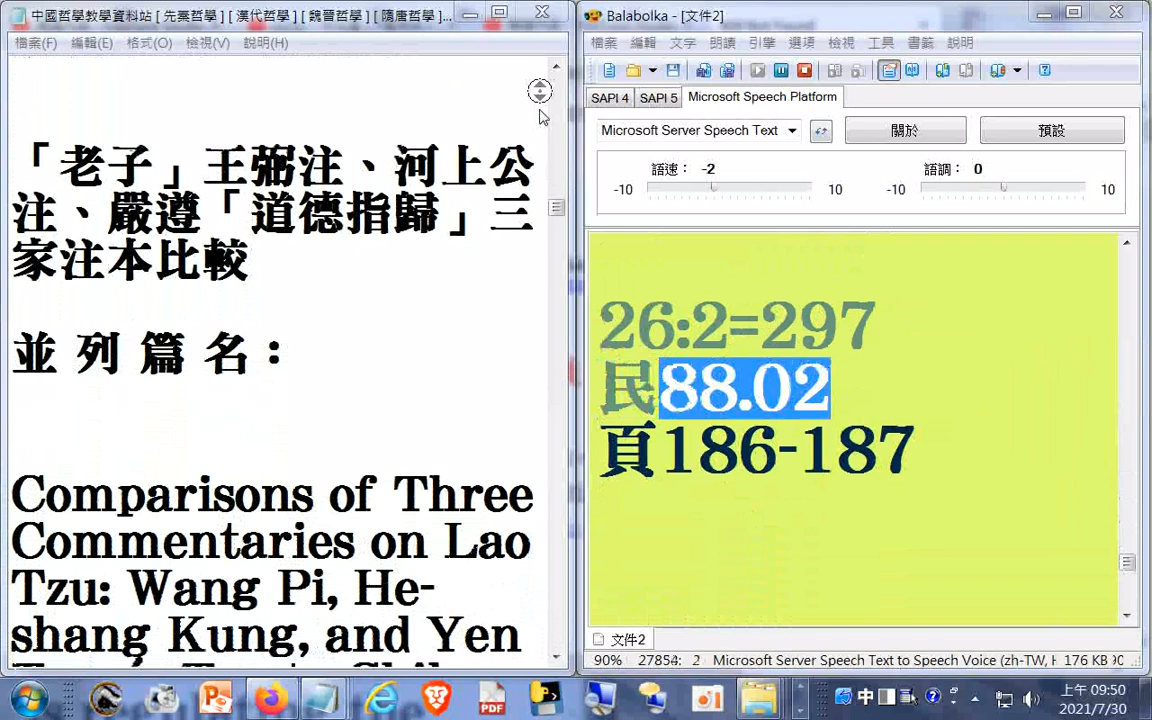 中國哲學教學資料站 [ 先秦哲學 ] [ 漢代哲學 ] [ 魏晉哲學 ] [ 隋唐哲學 ]...
檔案(F) 編輯(E) 格式(O) 檢視(V) 說明(H)
「老子」王弼注、河上公
注、嚴遵「道德指歸」三
家注本比較
並 列 篇 名：
Comparisons of Three
Commentaries on Lao
Tzu: Wang Pi, He-
shang Kung, and Yen
Balabolka - [文件2]
檔案 編輯 文字 朗讀 引擎 選項 檢視 工具 書籤 說明
SAPI 4 SAPI 5 Microsoft Speech Platform
Microsoft Server Speech Text 關於 預設
語速： -2 語調： 0
-10 10 -10 10
26:2=297
民88.02
頁186-187
文件2
90% 27854: 2 Microsoft Server Speech Text to Speech Voice (zh-TW, H 176 KB
中
PDF
上午 09:50
2021/7/30